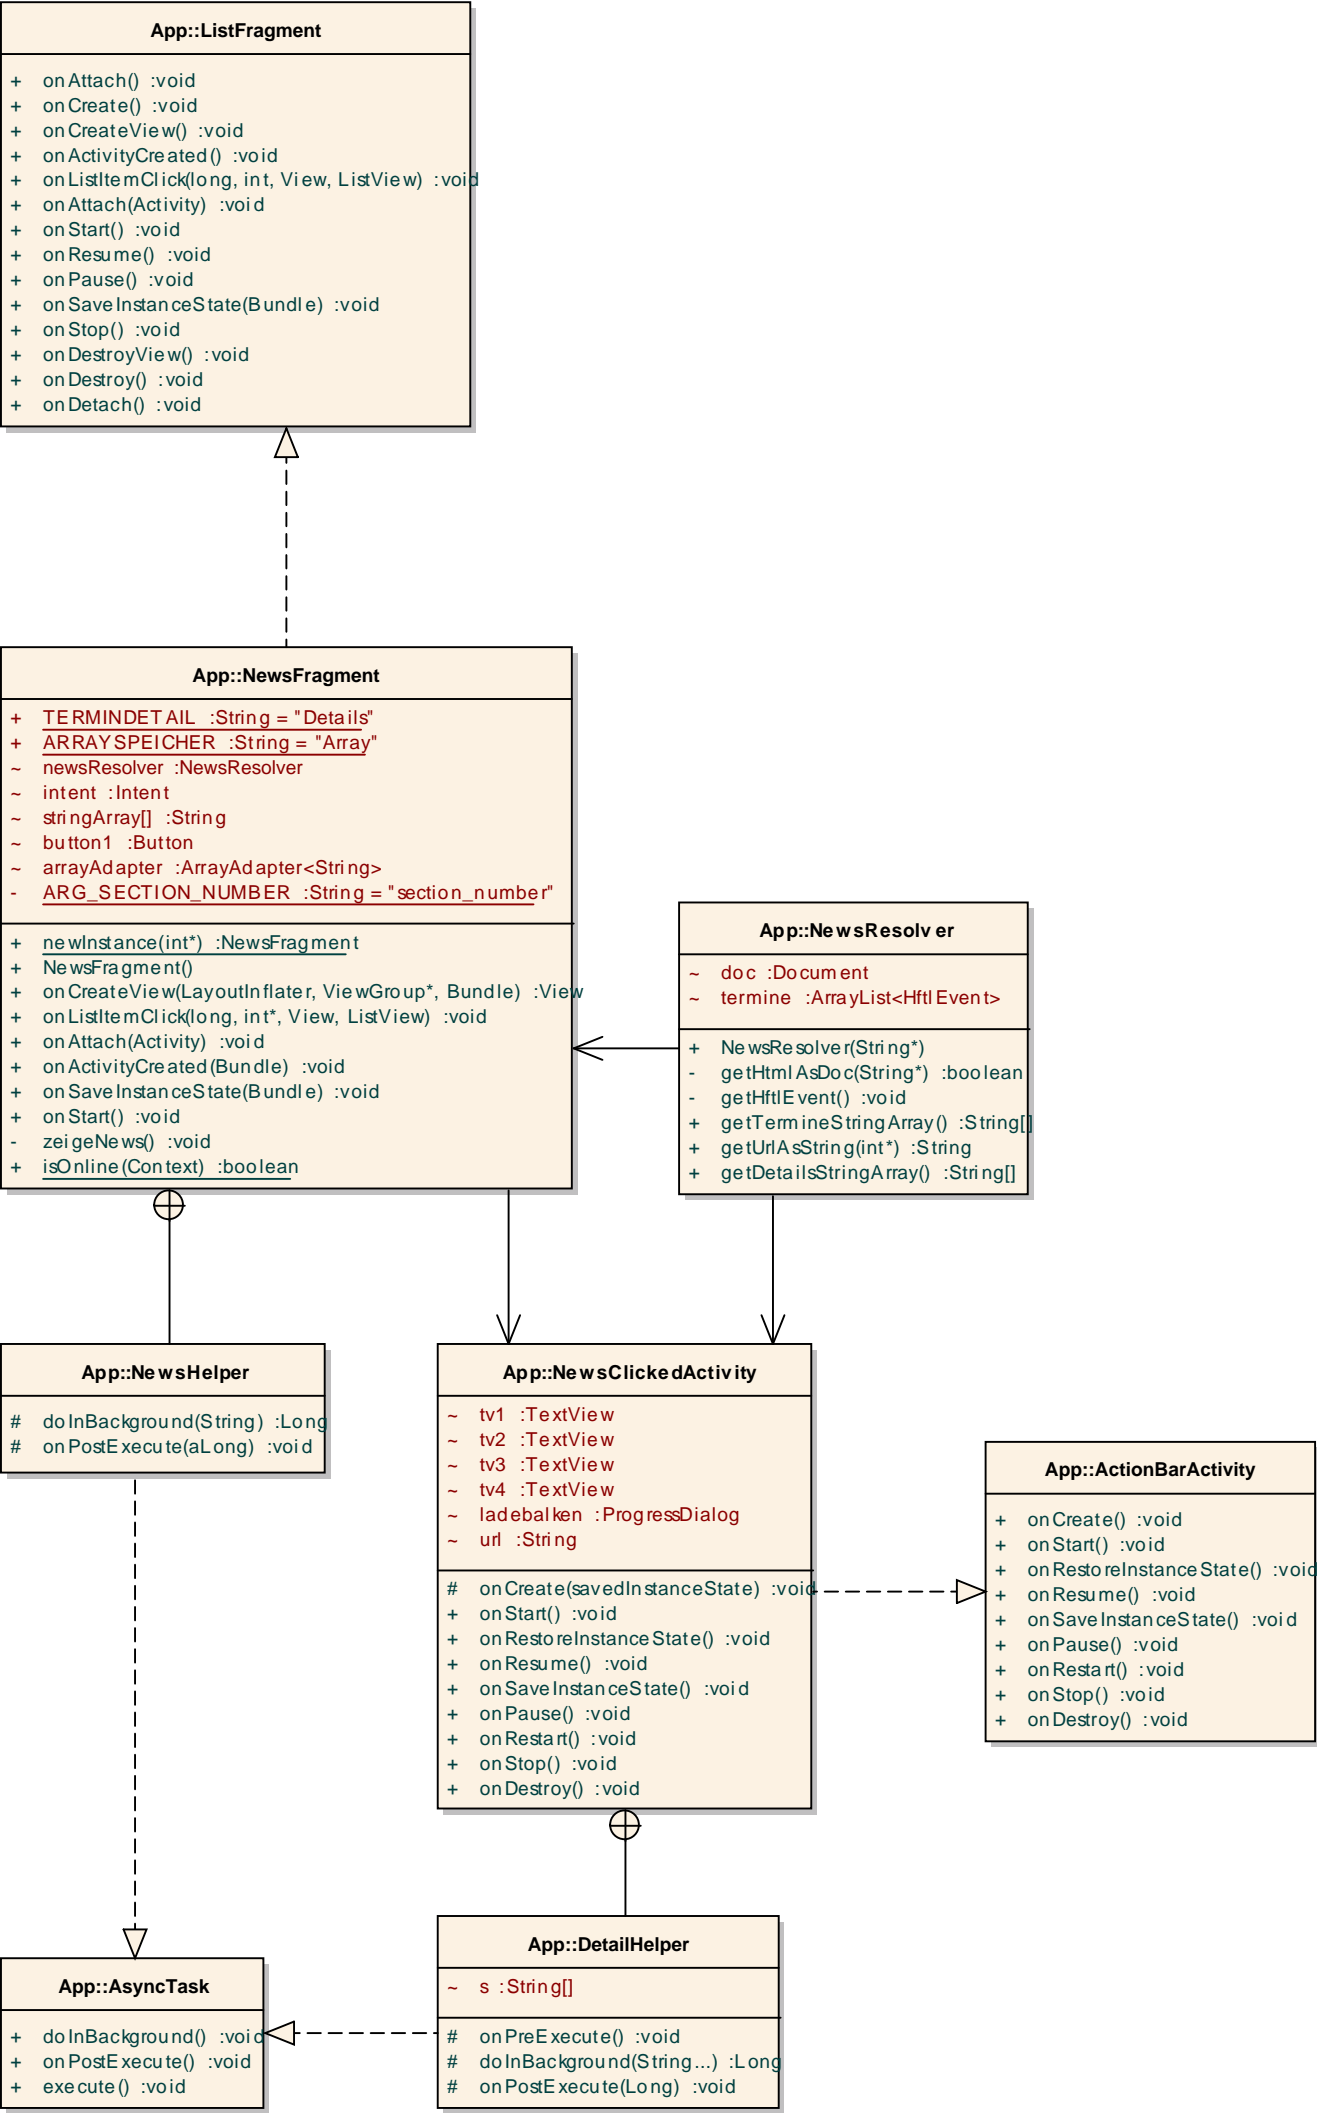 App::ListFragment
+ onAttach() :void
+ onCreate() :void
+ onCreateView() :void
+ onActivityCreated() :void
+ onListItemClick(long, int, View, ListView) :void
+ onAttach(Activity) :void
+ onStart() :void
+ onResume() :void
+ onPause() :void
+ onSaveInstanceState(Bundle) :void
+ onStop() :void
+ onDestroyView() :void
+ onDestroy() :void
+ onDetach() :void
App::NewsFragment
+ TERMINDETAIL :String = "Details"
+ ARRAYSPEICHER :String = "Array"
~ newsResolver :NewsResolver
~ intent :Intent
~ stringArray[] :String
~ button1 :Button
~ arrayAdapter :ArrayAdapter<String>
- ARG_SECTION_NUMBER :String = "section_number"
+ newInstance(int*) :NewsFragment
+ NewsFragment()
+ onCreateView(LayoutInflater, ViewGroup*, Bundle) :View
+ onListItemClick(long, int*, View, ListView) :void
+ onAttach(Activity) :void
+ onActivityCreated(Bundle) :void
+ onSaveInstanceState(Bundle) :void
+ onStart() :void
- zeigeNews() :void
+ isOnline(Context) :boolean
App::NewsResolver
~ doc :Document
~ termine :ArrayList<HftlEvent>
+ NewsResolver(String*)
- getHtmlAsDoc(String*) :boolean
- getHftlEvent() :void
+ getTermineStringArray() :String[]
+ getUrlAsString(int*) :String
+ getDetailsStringArray() :String[]
App::NewsHelper
# doInBackground(String) :Long
# onPostExecute(aLong) :void
App::NewsClickedActivity
~ tv1 :TextView
~ tv2 :TextView
~ tv3 :TextView
~ tv4 :TextView
~ ladebalken :ProgressDialog
~ url :String
# onCreate(savedInstanceState) :void
+ onStart() :void
+ onRestoreInstanceState() :void
+ onResume() :void
+ onSaveInstanceState() :void
+ onPause() :void
+ onRestart() :void
+ onStop() :void
+ onDestroy() :void
App::ActionBarActivity
+ onCreate() :void
+ onStart() :void
+ onRestoreInstanceState() :void
+ onResume() :void
+ onSaveInstanceState() :void
+ onPause() :void
+ onRestart() :void
+ onStop() :void
+ onDestroy() :void
App::AsyncTask
+ doInBackground() :void
+ onPostExecute() :void
+ execute() :void
App::DetailHelper
~ s :String[]
# onPreExecute() :void
# doInBackground(String...) :Long
# onPostExecute(Long) :void